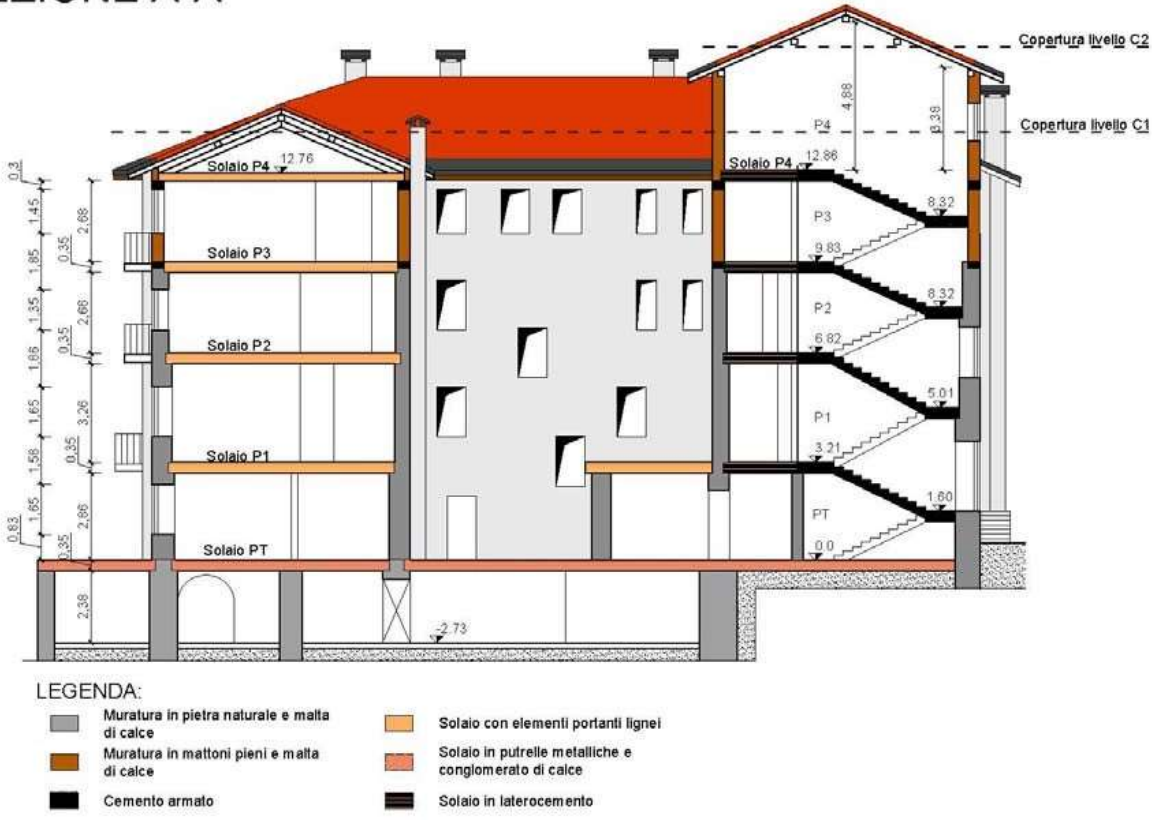 Copertura livello C2
Copertura livello C1
4.88
3.38
P4
Solaio P4
12.76
Solaio P4
12.86
0.3
1.45
2,68
P3
8.32
0,35
Solaio P3
9.83
1.85
1.35
2,66
P2
8.32
0,35
Solaio P2
6.82
1.86
1,65
3,26
P1
5.01
0,35
Solaio P1
3.21
1,58
1.65
2,86
PT
1.60
0,83
0,35
Solaio PT
0.0
2,38
-2.73
LEGENDA:
Muratura in pietra naturale e malta
di calce
Muratura in mattoni pieni e malta
di calce
Cemento armato
Solaio con elementi portanti lignei
Solaio in putrelle metalliche e
conglomerato di calce
Solaio in laterocemento